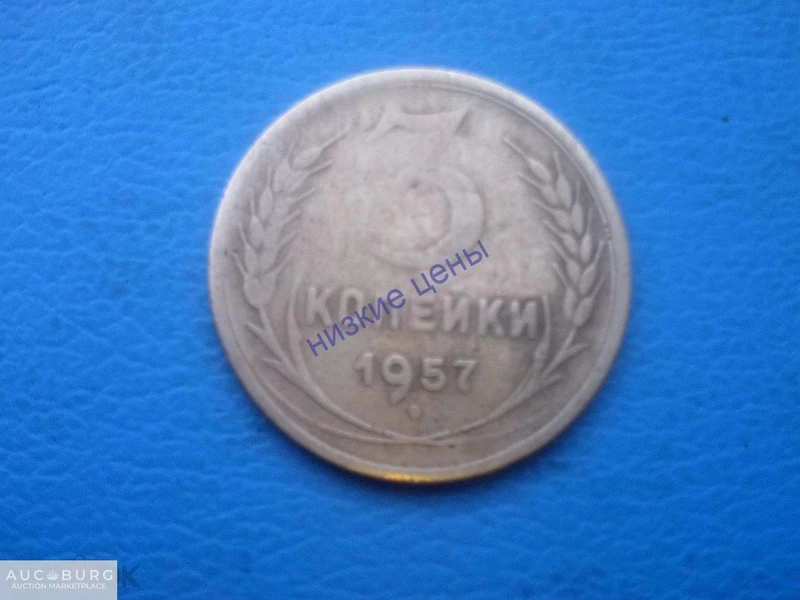 3
КОПЕЙКИ
1957
низкие цены
AUCBURG
AUCTION MARKETPLACE